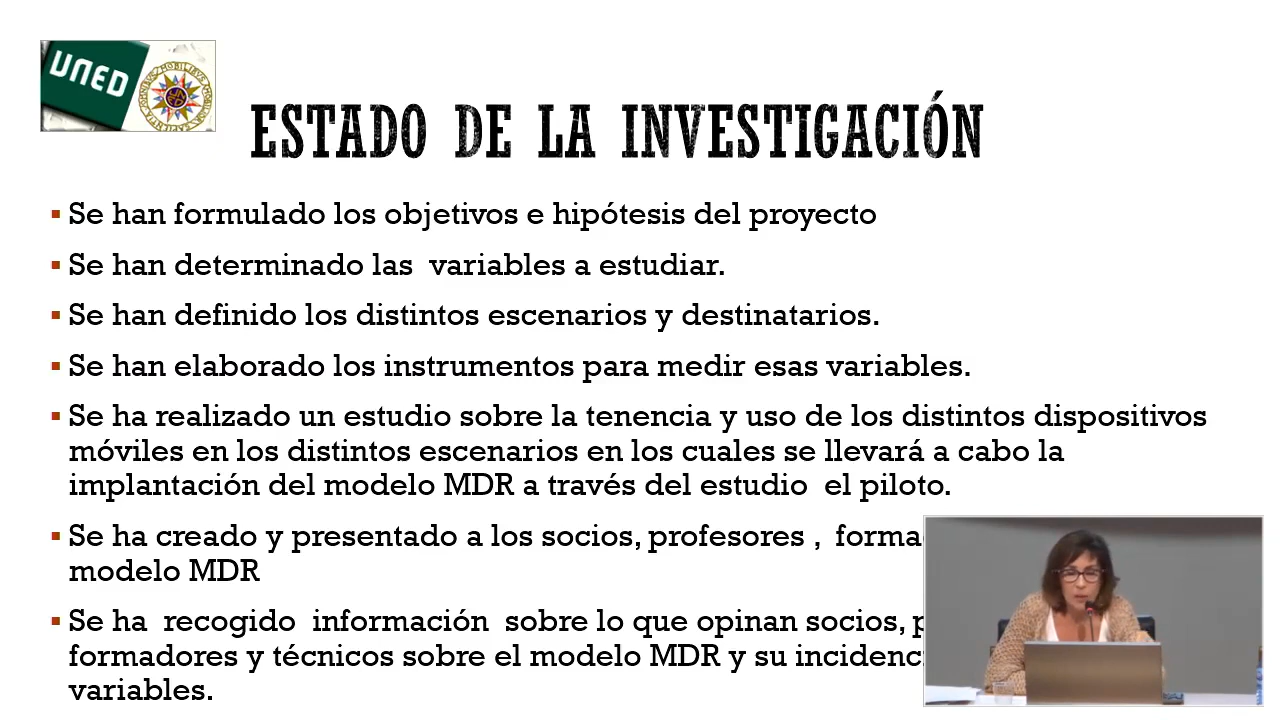 UNED
ESTADO DE LA INVESTIGACIÓN
Se han formulado los objetivos e hipótesis del proyecto
Se han determinado las variables a estudiar.
Se han definido los distintos escenarios y destinatarios.
Se han elaborado los instrumentos para medir esas variables.
Se ha realizado un estudio sobre la tenencia y uso de los distintos dispositivos
móviles en los distintos escenarios en los cuales se llevará a cabo la
implantación del modelo MDR a través del estudio el piloto.
Se ha creado y presentado a los socios, profesores ,
modelo MDR
Se ha recogido información sobre lo que opinan socios,
formadores y técnicos sobre el modelo MDR y su
variables.